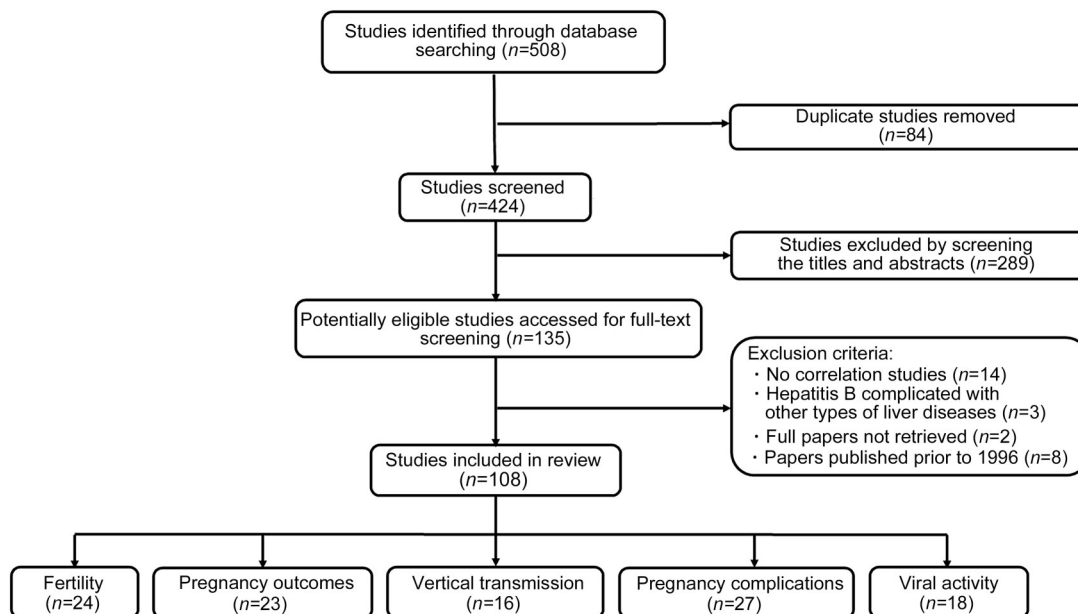 Studies identified through database
searching (n=508)
Duplicate studies removed
(n=84)
Studies screened
(n=424)
Studies excluded by screening
the titles and abstracts (n=289)
Potentially eligible studies accessed for full-text
screening (n=135)
Exclusion criteria:
· No correlation studies (n=14)
· Hepatitis B complicated with
other types of liver diseases (n=3)
· Full papers not retrieved (n=2)
· Papers published prior to 1996 (n=8)
Studies included in review
(n=108)
Fertility
(n=24)
Pregnancy outcomes
(n=23)
Vertical transmission
(n=16)
Pregnancy complications
(n=27)
Viral activity
(n=18)